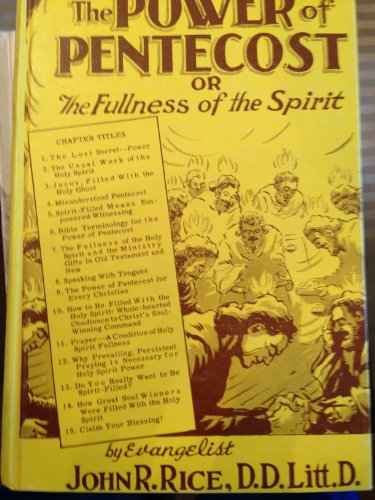 The POWER of
PENTECOST
OR
The Fullness of the Spirit
CHAPTER TITLES
1. The Lost Secret--Power
2. The Usual Work of the
Holy Spirit
3. Jesus, Filled With the
Holy Ghost
4. Misunderstood Pentecost
5. Spirit-Filled Means Em-
powered Witnessing
6. Bible Terminology for the
Power of Pentecost
7. The Fullness of the Holy
Spirit and the Ministry
Gifts in Old Testament and
New
8. Speaking With Tongues
9. The Power of Pentecost for
Every Christian
10. How to Be Filled With the
Holy Spirit: Whole-hearted
Obedience to Christ's Soul-
Winning Command
11. Prayer--A Condition of Holy
Spirit Fullness
12. Why Prevailing, Persistent
Praying is Necessary for
Holy Spirit Power
13. Do You Really Want to Be
Spirit-Filled?
14. How Great Soul Winners
Were Filled With the Holy
Spirit
15. Claim Your Blessing!
by Evangelist
JOHN R. RICE, D.D. Litt. D.